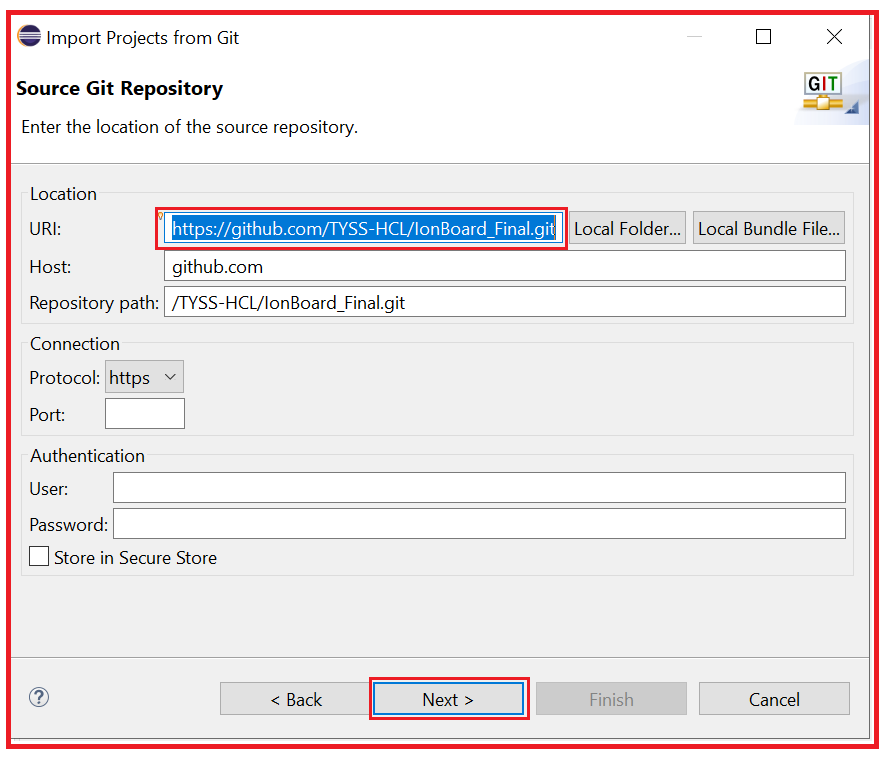 Import Projects from Git
Source Git Repository
GIT
Enter the location of the source repository.
Location
URI: https://github.com/TYSS-HCL/IonBoard_Final.git Local Folder... Local Bundle File...
Host: github.com
Repository path: /TYSS-HCL/IonBoard_Final.git
Connection
Protocol: https
Port:
Authentication
User:
Password:
Store in Secure Store
? < Back Next > Finish Cancel